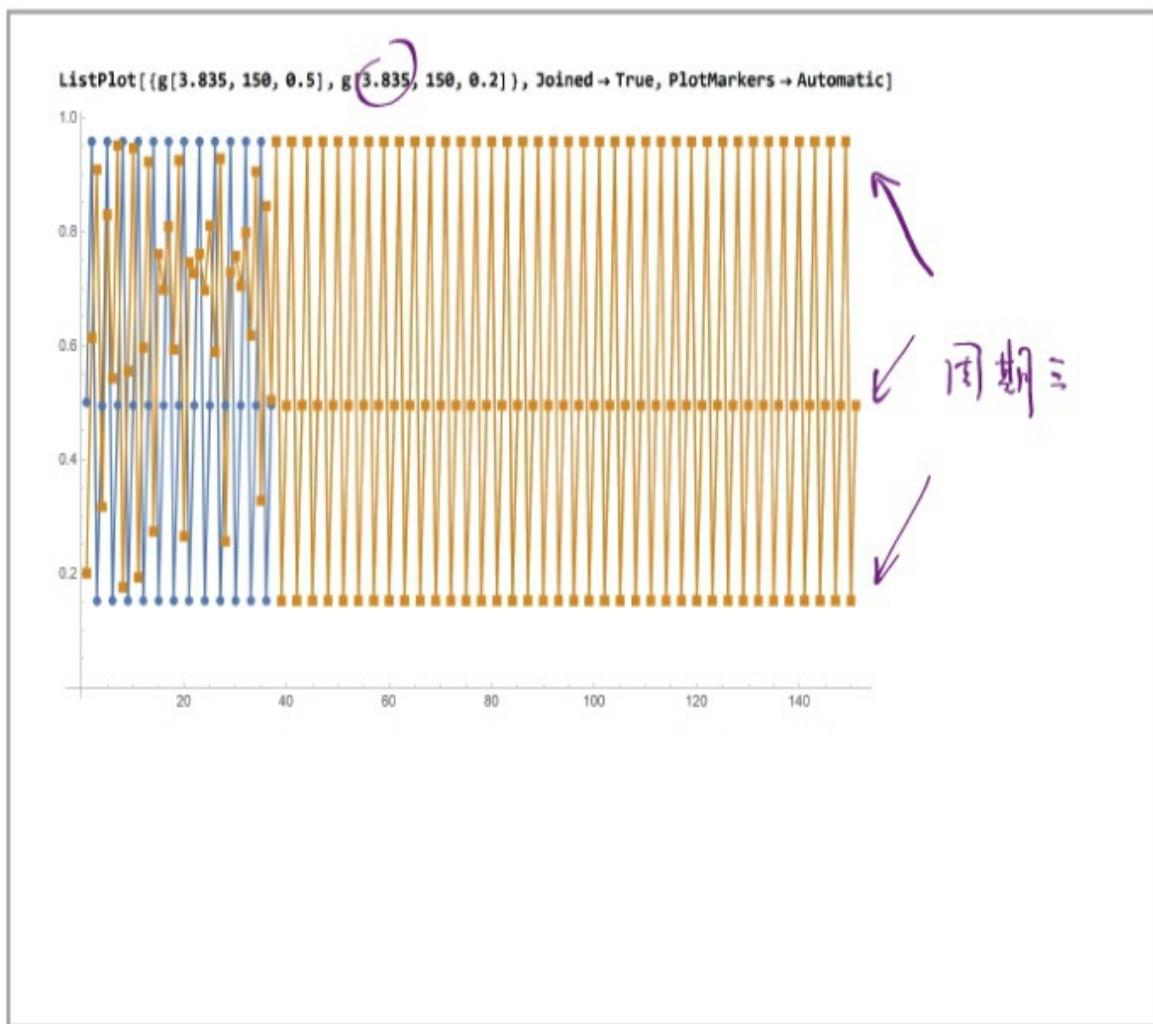 ListPlot[{g[3.835, 150, 0.5], g[3.835, 150, 0.2]}, Joined → True, PlotMarkers → Automatic]
1.0
0.8
0.6
周期三
0.4
0.2
20 40 60 80 100 120 140